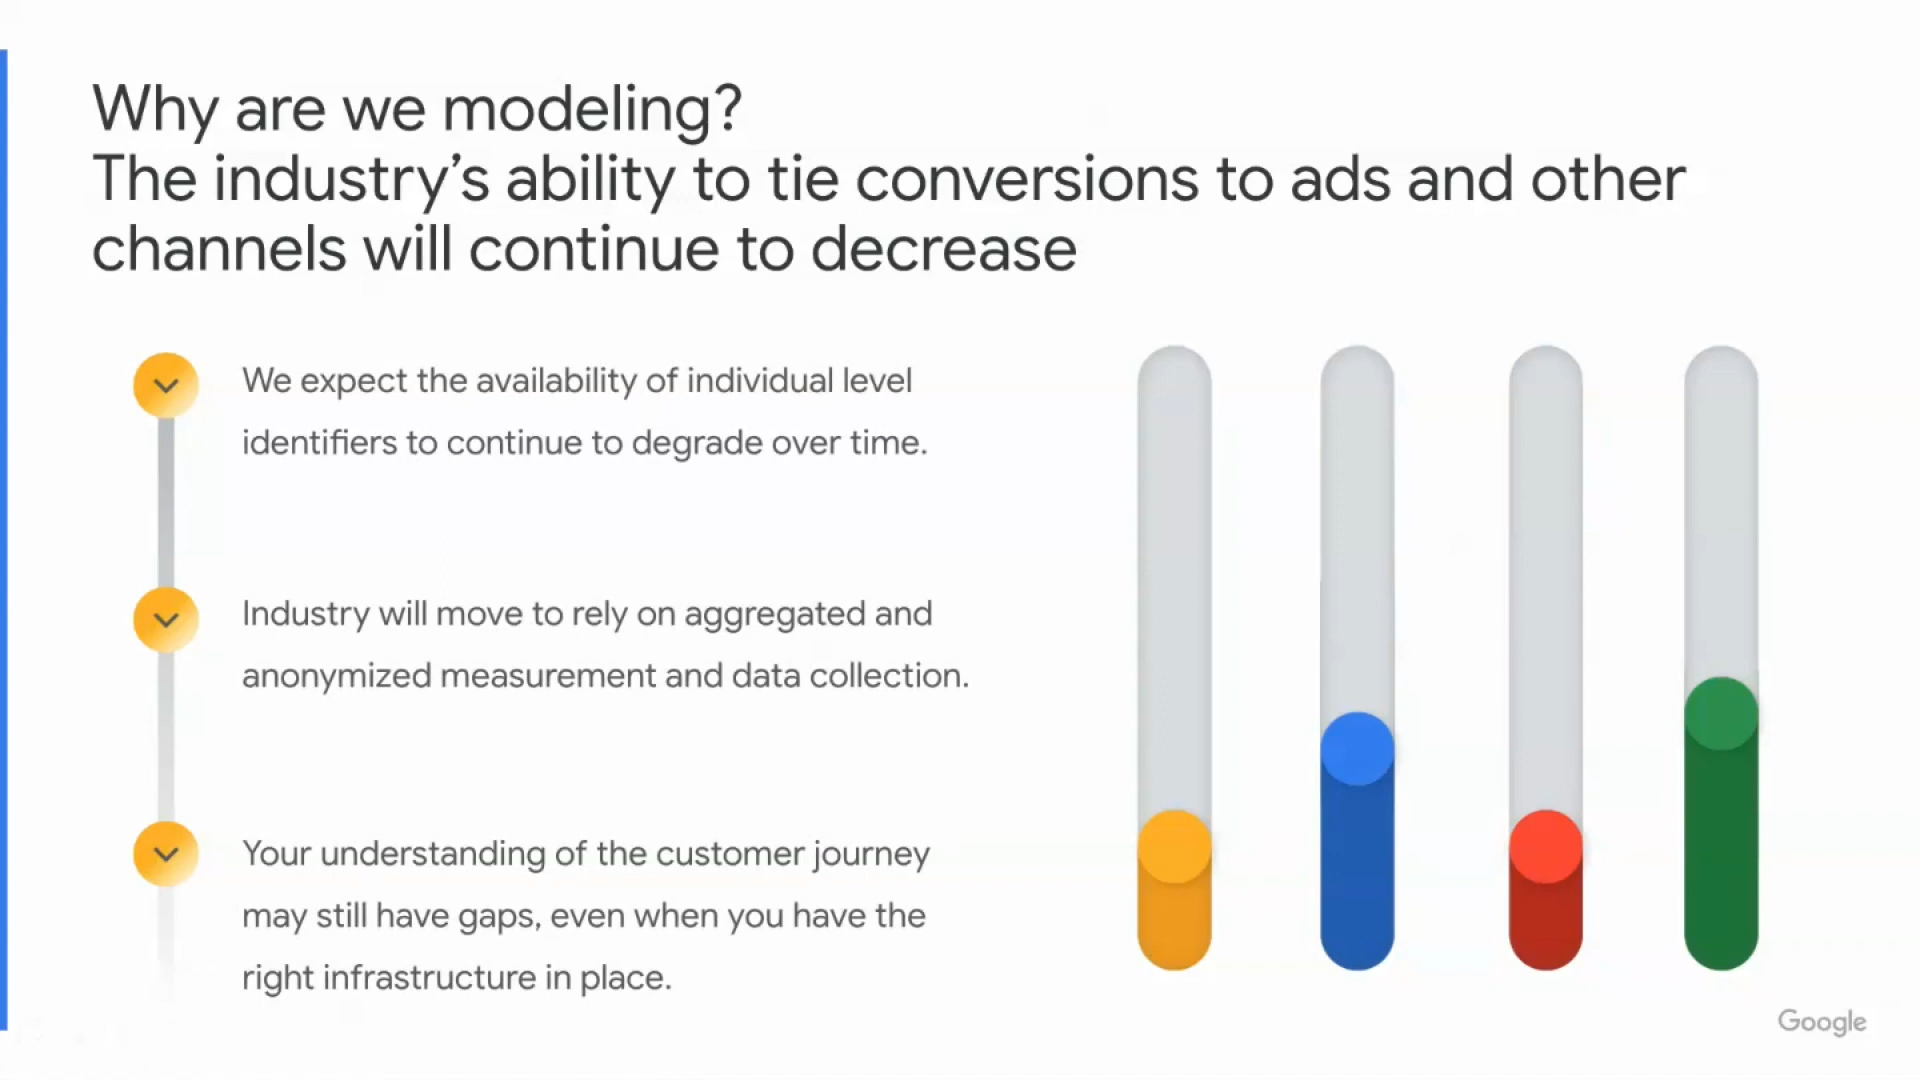 Why are we modeling?
The industry’s ability to tie conversions to ads and other
channels will continue to decrease
We expect the availability of individual level
identifiers to continue to degrade over time.
Industry will move to rely on aggregated and
anonymized measurement and data collection.
Your understanding of the customer journey
may still have gaps, even when you have the
right infrastructure in place.
Google